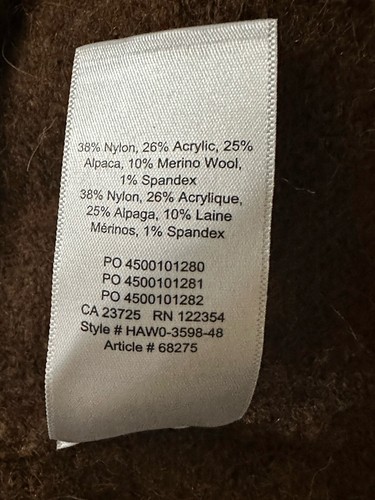 38% Nylon, 26% Acrylic, 25%
Alpaca, 10% Merino Wool,
1% Spandex
38% Nylon, 26% Acrylique,
25% Alpaga, 10% Laine
Mérinos, 1% Spandex
PO 4500101280
PO 4500101281
PO 4500101282
CA 23725 RN 122354
Style # HAW0-3598-48
Article # 68275